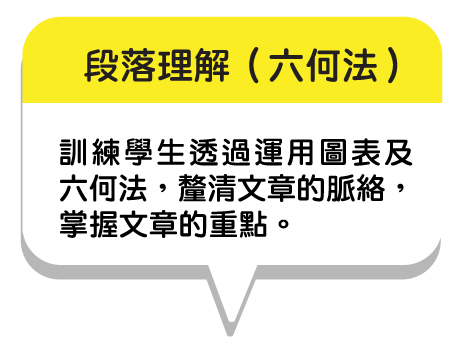 段落理解（六何法）
訓練學生透過運用圖表及
六何法，釐清文章的脈絡，
掌握文章的重點。